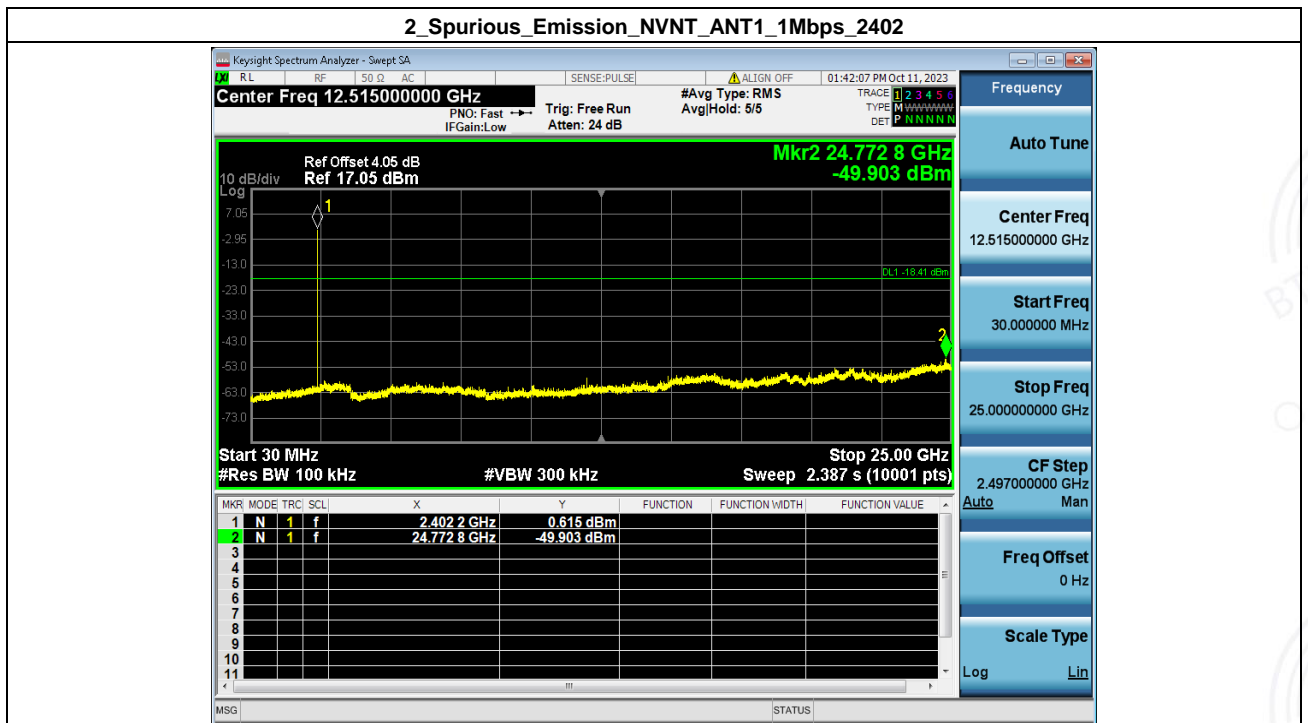 2_Spurious_Emission_NVNT_ANT1_1Mbps_2402
Keysight Spectrum Analyzer - Swept SA
LXI RL RF 50 Ω AC SENSE:PULSE ALIGN OFF 01:42:07 PM Oct 11, 2023
Center Freq 12.515000000 GHz #Avg Type: RMS TRACE 1 2 3 4 5 6
PNO: Fast Trig: Free Run Avg|Hold: 5/5 TYPE M WWWWW
IFGain:Low Atten: 24 dB DET P N N N N N
Ref Offset 4.05 dB Mkr2 24.772 8 GHz
10 dB/div Ref 17.05 dBm -49.903 dBm
Log
1
7.05
-2.95
-13.0
DL1 -18.41 dBm
-23.0
-33.0
-43.0
2
-53.0
-63.0
-73.0
Start 30 MHz Stop 25.00 GHz
#Res BW 100 kHz #VBW 300 kHz Sweep 2.387 s (10001 pts)
MKR MODE TRC SCL X Y FUNCTION FUNCTION WIDTH FUNCTION VALUE
1 N 1 f 2.402 2 GHz 0.615 dBm
2 N 1 f 24.772 8 GHz -49.903 dBm
3
4
5
6
7
8
9
10
11
MSG STATUS
Frequency
Auto Tune
Center Freq
12.515000000 GHz
Start Freq
30.000000 MHz
Stop Freq
25.000000000 GHz
CF Step
2.497000000 GHz
Auto Man
Freq Offset
0 Hz
Scale Type
Log Lin